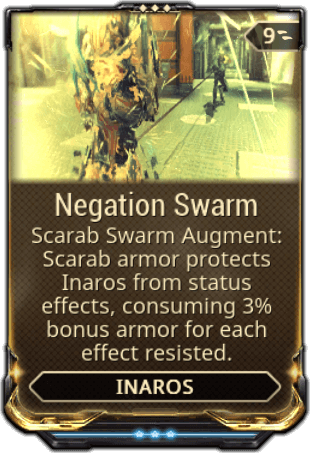 9
Negation Swarm
Scarab Swarm Augment:
Scarab armor protects
Inaros from status
effects, consuming 3%
bonus armor for each
effect resisted.
INAROS